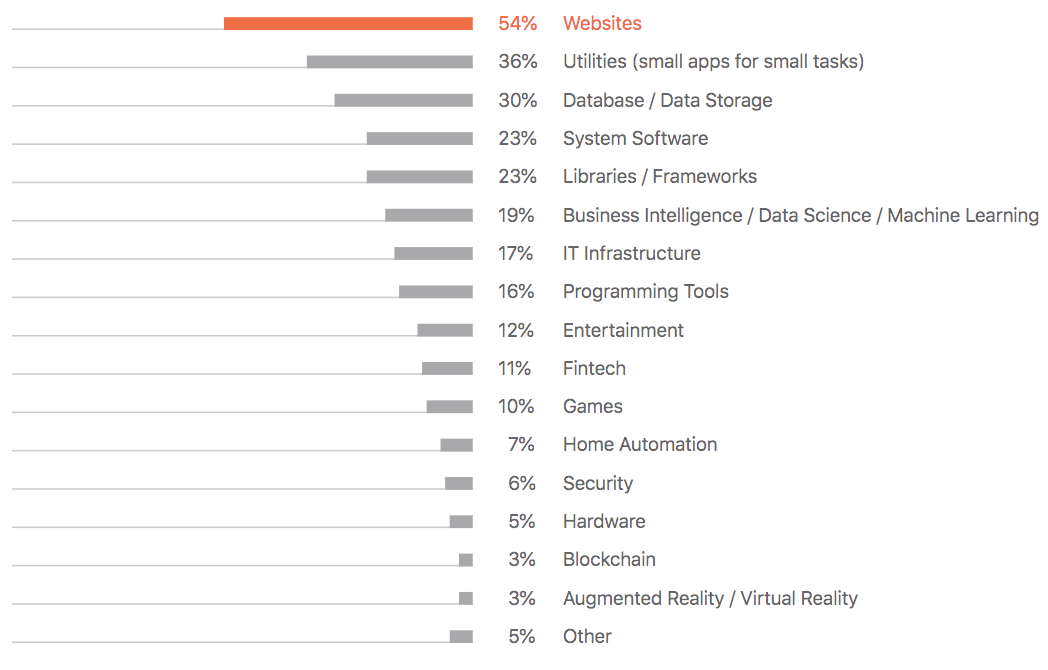 54% Websites
36% Utilities (small apps for small tasks)
30% Database / Data Storage
23% System Software
23% Libraries / Frameworks
19% Business Intelligence / Data Science / Machine Learning
17% IT Infrastructure
16% Programming Tools
12% Entertainment
11% Fintech
10% Games
7% Home Automation
6% Security
5% Hardware
3% Blockchain
3% Augmented Reality / Virtual Reality
5% Other